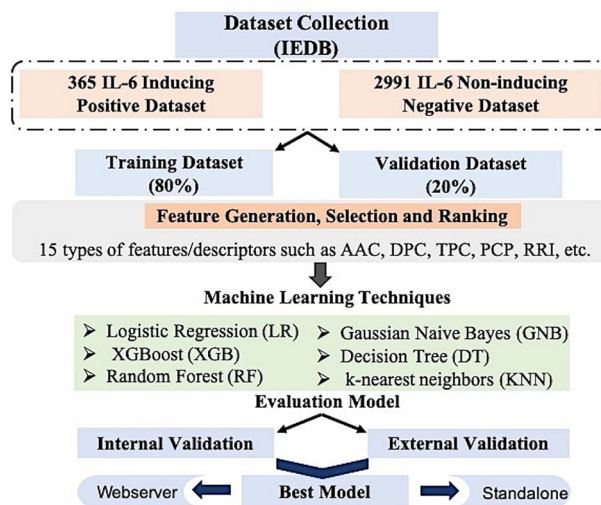 Dataset Collection
(IEDB)
365 IL-6 Inducing
Positive Dataset
2991 IL-6 Non-inducing
Negative Dataset
Training Dataset
(80%)
Validation Dataset
(20%)
Feature Generation, Selection and Ranking
15 types of features/descriptors such as AAC, DPC, TPC, PCP, RRI, etc.
Machine Learning Techniques
➢ Logistic Regression (LR)
➢ XGBoost (XGB)
➢ Random Forest (RF)
➢ Gaussian Naive Bayes (GNB)
➢ Decision Tree (DT)
➢ k-nearest neighbors (KNN)
Evaluation Model
Internal Validation
External Validation
Webserver
Best Model
Standalone